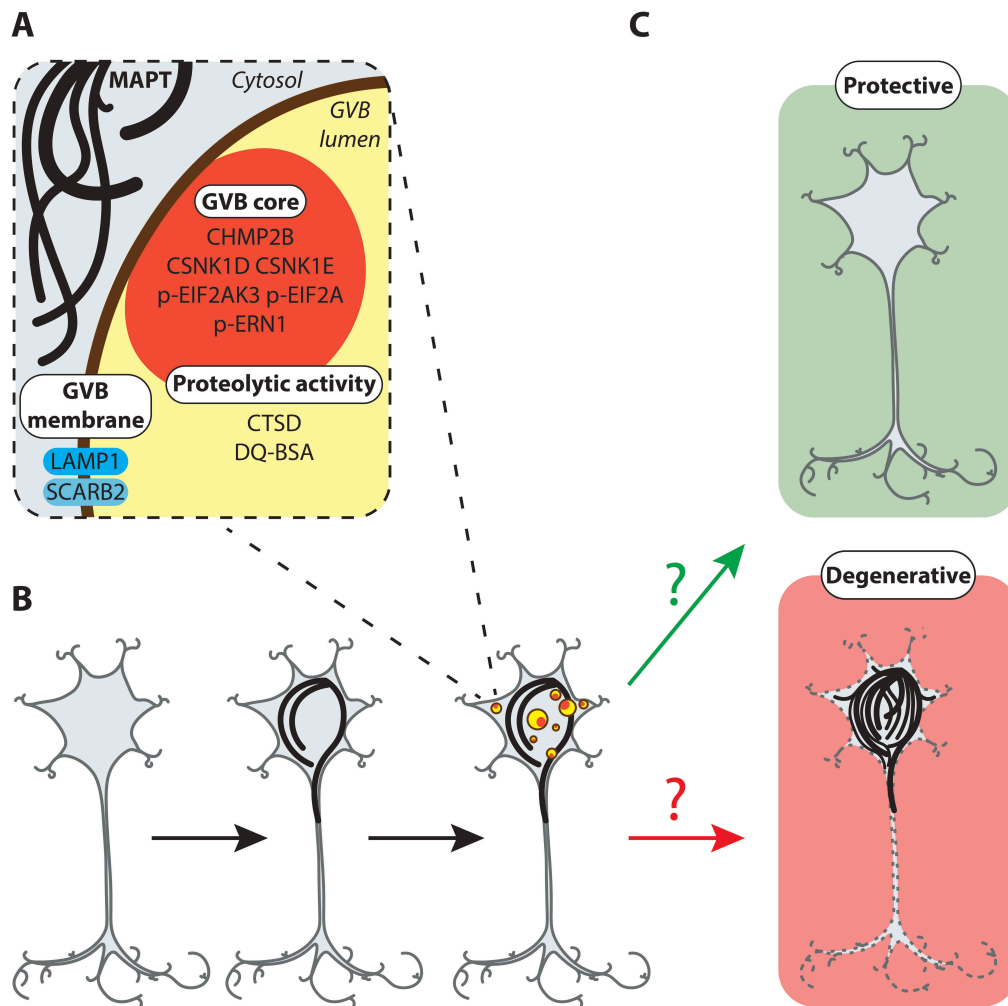 A
MAPT
Cytosol
GVB
lumen
GVB core
CHMP2B
CSNK1D CSNK1E
p-EIF2AK3 p-EIF2A
p-ERN1
Proteolytic activity
CTSD
DQ-BSA
GVB
membrane
LAMP1
SCARB2
B
?
?
C
Protective
Degenerative